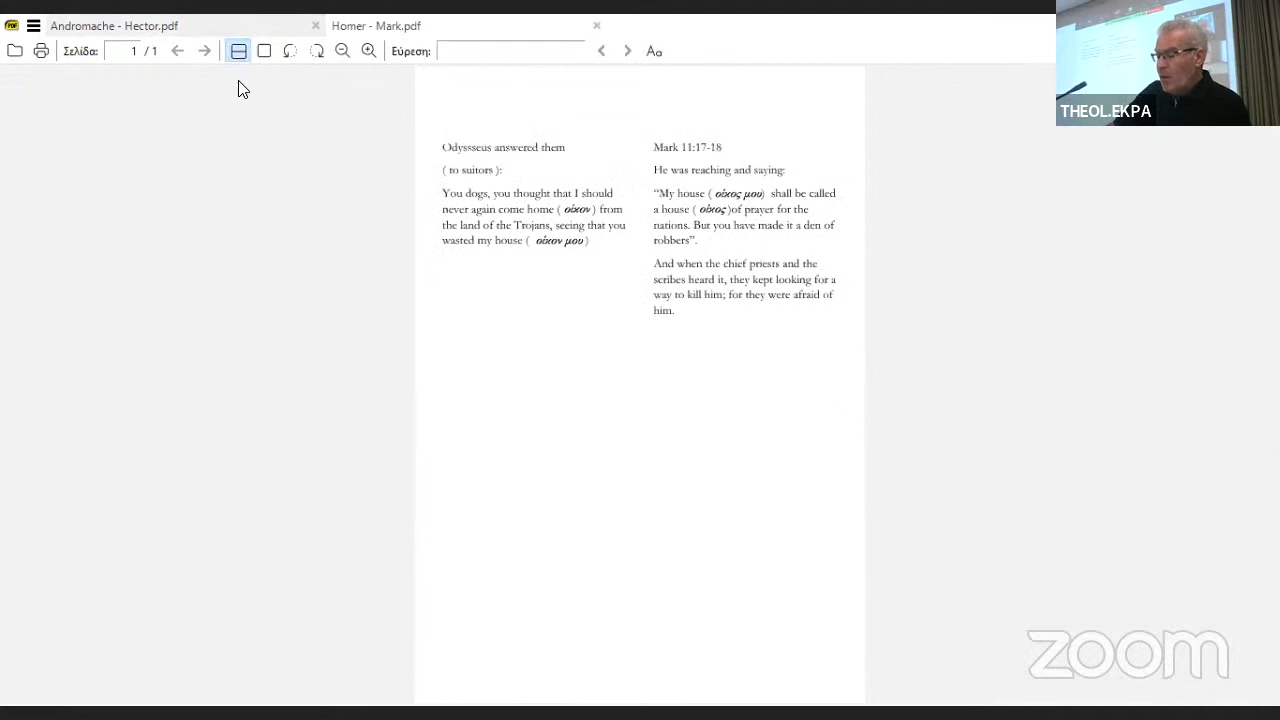 Andromache - Hector.pdf
Homer - Mark.pdf
Σελίδα: 1 / 1
Εύρεση:
THEOL.EKPA
Odyssseus answered them
( to suitors ):
You dogs, you thought that I should
never again come home ( οἶκον ) from
the land of the Trojans, seeing that you
wasted my house ( οἶκον μου )
Mark 11:17-18
He was reaching and saying:
“My house ( οἶκος μου) shall be called
a house ( οἶκος )of prayer for the
nations. But you have made it a den of
robbers”.
And when the chief priests and the
scribes heard it, they kept looking for a
way to kill him; for they were afraid of
him.
zoom